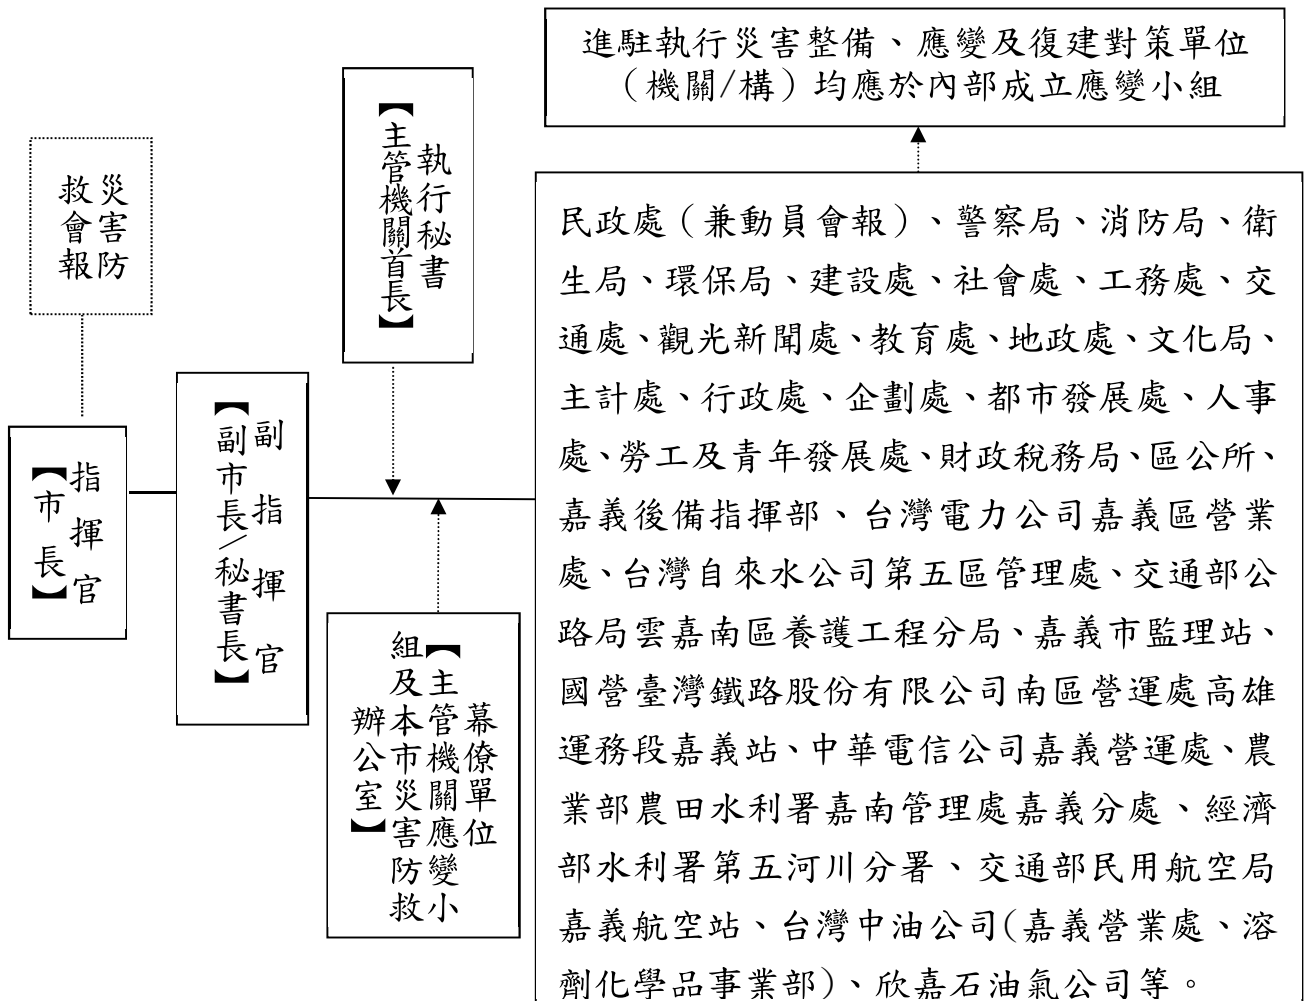 進駐執行災害整備、應變及復建對策單位
（機關/構）均應於內部成立應變小組
執行秘書
【主管機關首長】
災害防
救會報
指揮官
【市長】
副指揮官
【副市長/秘書長】
幕僚單位
【主管機關應變小
組及本市災害防救
辦公室】
民政處（兼動員會報）、警察局、消防局、衛
生局、環保局、建設處、社會處、工務處、交
通處、觀光新聞處、教育處、地政處、文化局、
主計處、行政處、企劃處、都市發展處、人事
處、勞工及青年發展處、財政稅務局、區公所、
嘉義後備指揮部、台灣電力公司嘉義區營業
處、台灣自來水公司第五區管理處、交通部公
路局雲嘉南區養護工程分局、嘉義市監理站、
國營臺灣鐵路股份有限公司南區營運處高雄
運務段嘉義站、中華電信公司嘉義營運處、農
業部農田水利署嘉南管理處嘉義分處、經濟
部水利署第五河川分署、交通部民用航空局
嘉義航空站、台灣中油公司(嘉義營業處、溶
劑化學品事業部)、欣嘉石油氣公司等。